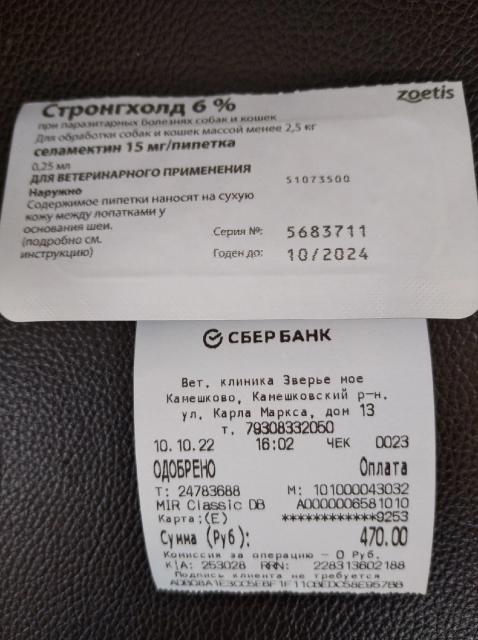 zoetis
Стронгхолд 6 %
при паразитарных болезнях собак и кошек
Для обработки собак и кошек массой менее 2,5 кг
селамектин 15 мг/пипетка
0,25 мл
ДЛЯ ВЕТЕРИНАРНОГО ПРИМЕНЕНИЯ
51073500
Наружно
Содержимое пипетки наносят на сухую
кожу между лопатками у
основания шеи.
(подробно см.
инструкцию)
Серия №: 5683711
Годен до: 10/2024
СБЕР БАНК
Вет. клиника Зверье мое
Камешково, Камешковский р-н,
ул. Карла Маркса, дом 13
т. 79308332050
10.10.22 16:02 ЧЕК 0023
ОДОБРЕНО Оплата
Т: 24783688 М: 101000043032
MIR Classic DB A0000006581010
Карта:(E) ************9253
Сумма (Руб): 470.00
Комиссия за операцию – 0 Руб.
К|А: 253028 RRN: 228313602188
Подпись клиента не требуется